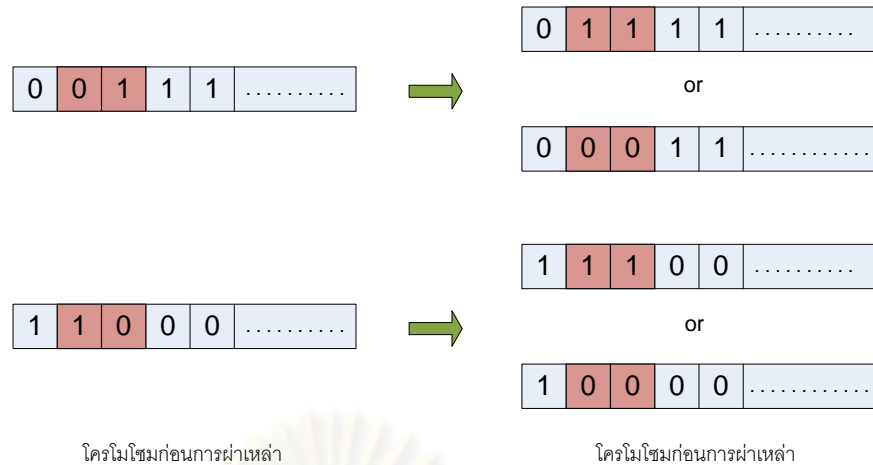 0 1 1 1 1 ..........
0 0 1 1 1 ..........
or
0 0 0 1 1 ............
1 1 1 0 0 ..........
1 1 0 0 0 ..........
or
1 0 0 0 0 ............
โครโมโซมก่อนการผ่าเหล่า
โครโมโซมก่อนการผ่าเหล่า